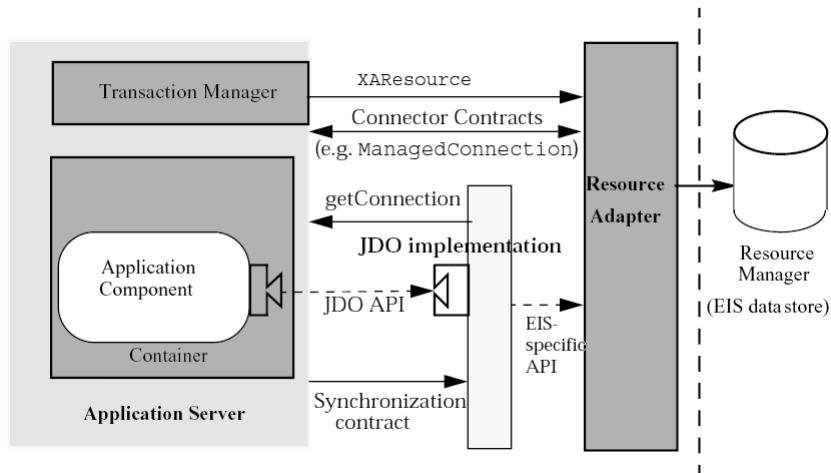 Transaction Manager
XAResource
Connector Contracts
(e.g. ManagedConnection)
getConnection
JDO implementation
Resource
Adapter
Application
Component
JDO API
Container
EIS-
specific
API
Synchronization
contract
Application Server
Resource
Manager
(EIS data store)